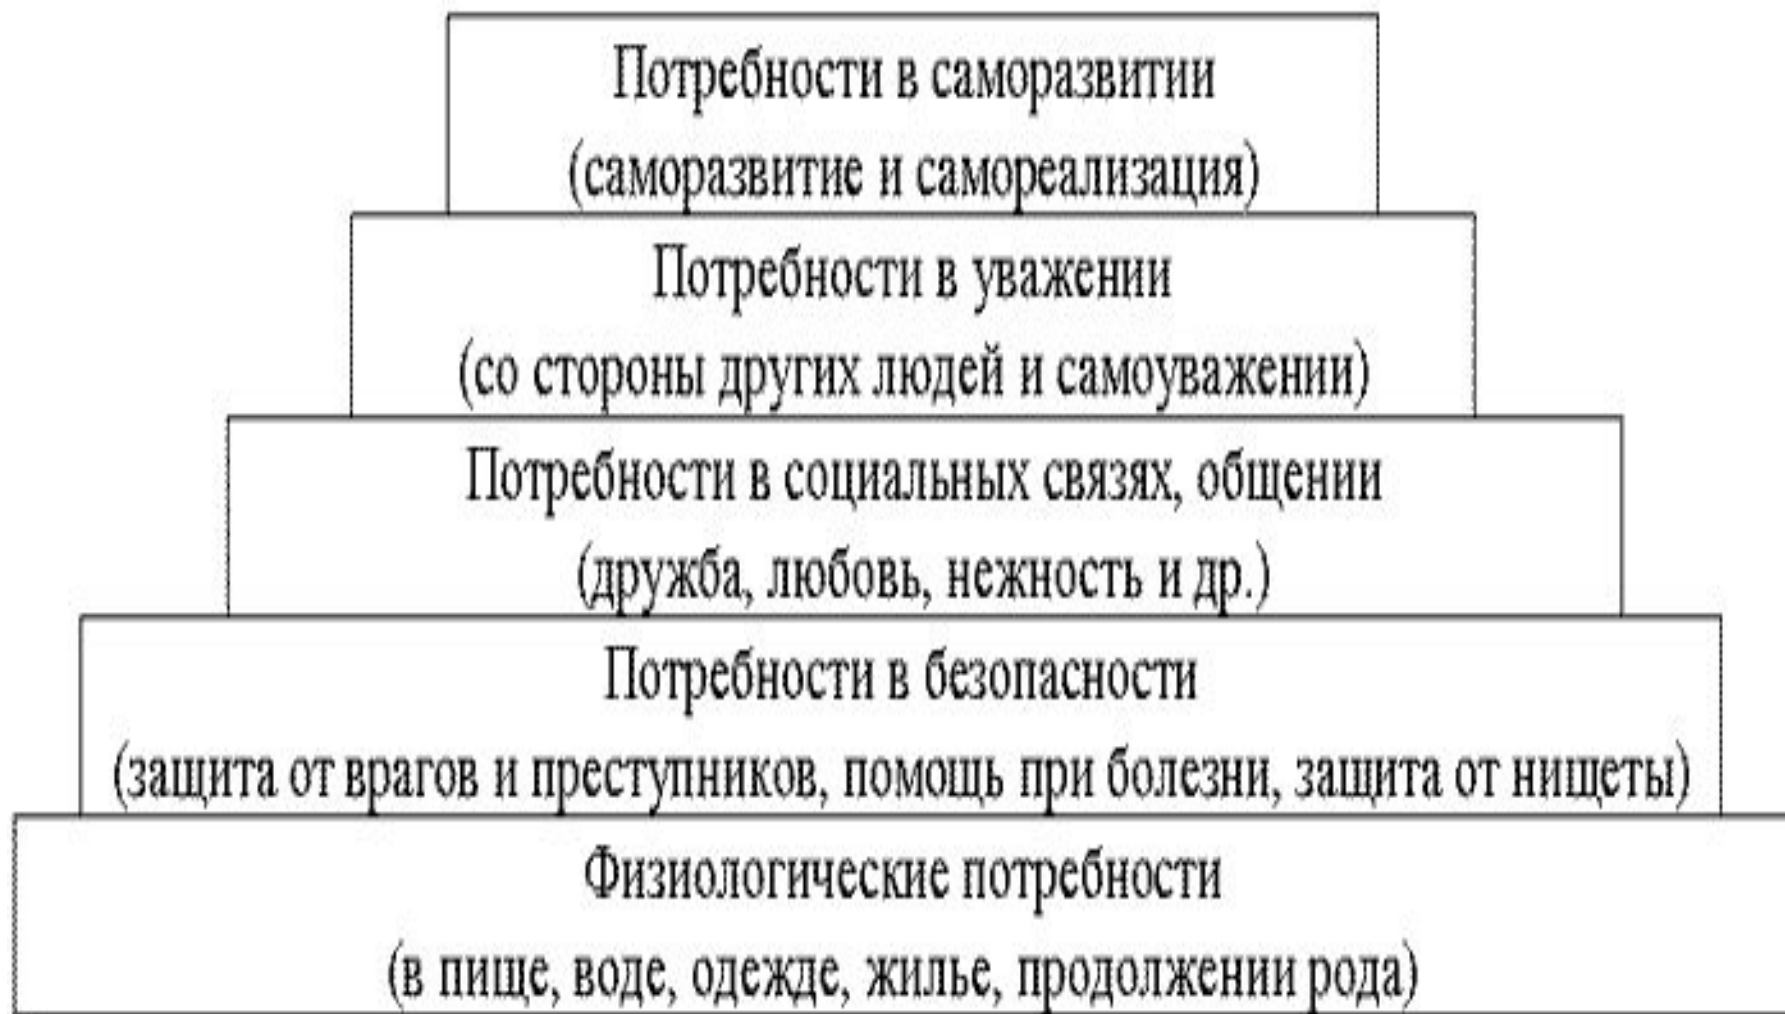 Потребности в саморазвитии
(саморазвитие и самореализация)
Потребности в уважении
(со стороны других людей и самоуважении)
Потребности в социальных связях, общении
(дружба, любовь, нежность и др.)
Потребности в безопасности
(защита от врагов и преступников, помощь при болезни, защита от нищеты)
Физиологические потребности
(в пище, воде, одежде, жилье, продолжении рода)